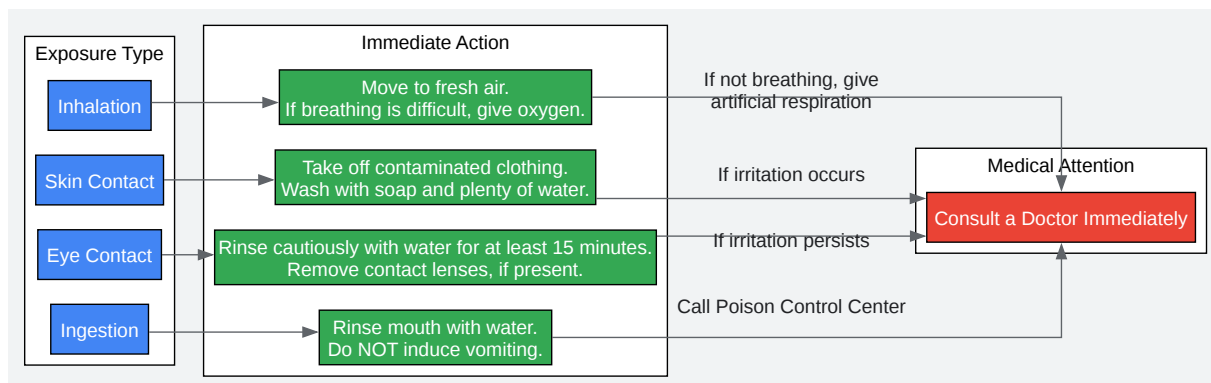 Exposure Type
Inhalation
Skin Contact
Eye Contact
Ingestion
Immediate Action
Move to fresh air.
If breathing is difficult, give oxygen.
Take off contaminated clothing.
Wash with soap and plenty of water.
Rinse cautiously with water for at least 15 minutes.
Remove contact lenses, if present.
Rinse mouth with water.
Do NOT induce vomiting.
If not breathing, give
artificial respiration
If irritation occurs
If irritation persists
Call Poison Control Center
Medical Attention
Consult a Doctor Immediately